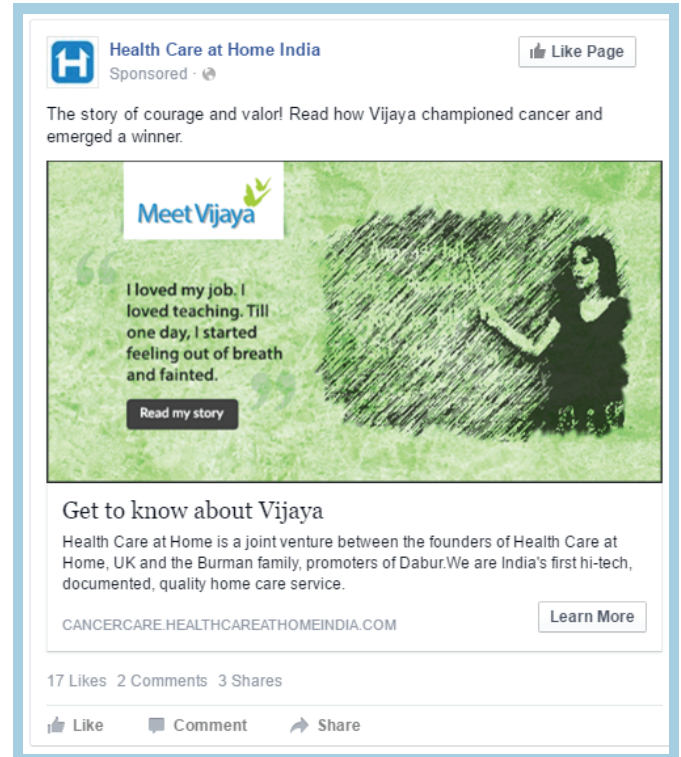 Health Care at Home India
Like Page
Sponsored ·
The story of courage and valor! Read how Vijaya championed cancer and
emerged a winner.
Meet Vijaya
I loved my job. I
loved teaching. Till
one day, I started
feeling out of breath
and fainted.
Read my story
Get to know about Vijaya
Health Care at Home is a joint venture between the founders of Health Care at
Home, UK and the Burman family, promoters of Dabur.We are India's first hi-tech,
documented, quality home care service.
CANCERCARE.HEALTHCAREATHOMEINDIA.COM
Learn More
17 Likes 2 Comments 3 Shares
Like Comment Share